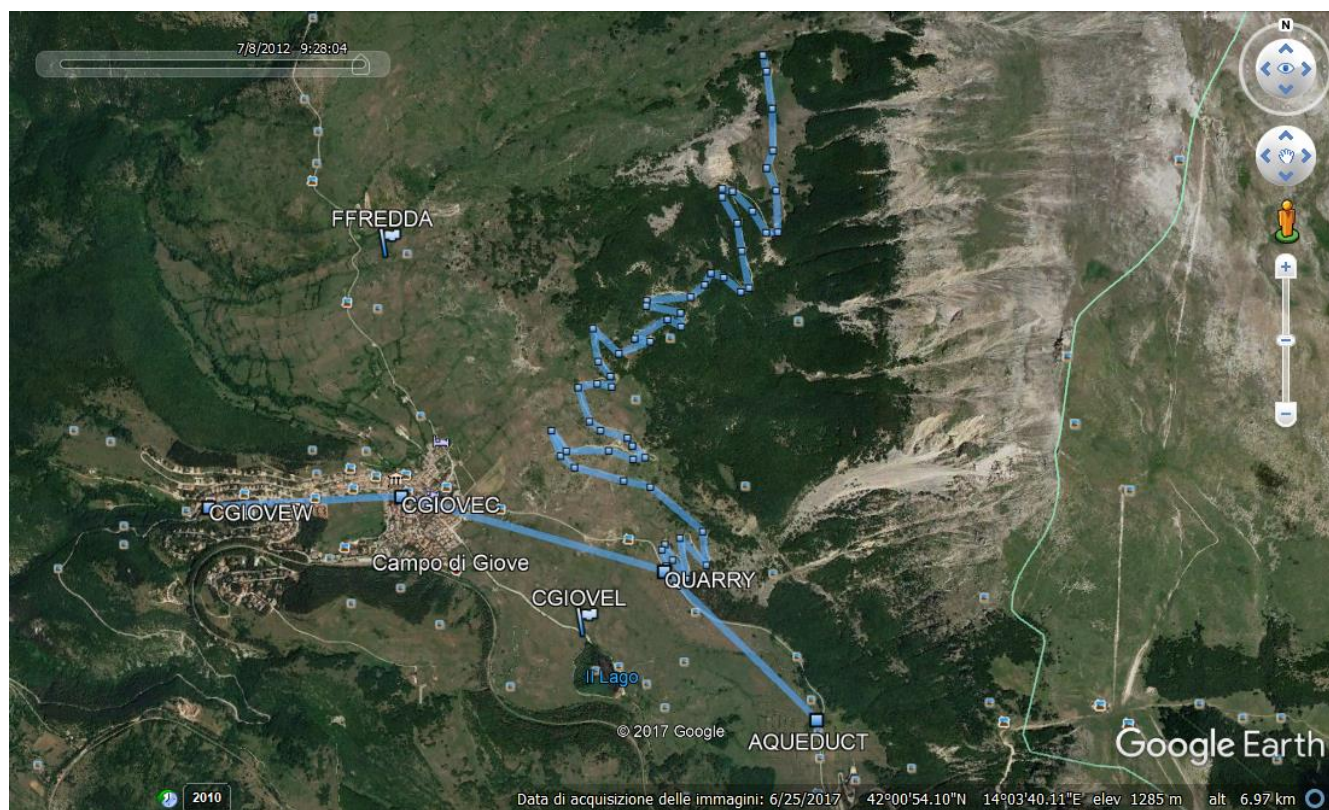 7/8/2012 9:28:04
N
FFREDDA
CGIOVEW
CGIOVEC
Campo di Giove
QUARRY
CGIOVEL
Il Lago
© 2017 Google
AQUEDUCT
Google Earth
2010
Data di acquisizione delle immagini: 6/25/2017 42°00'54.10"N 14°03'40.11"E elev 1285 m alt 6.97 km